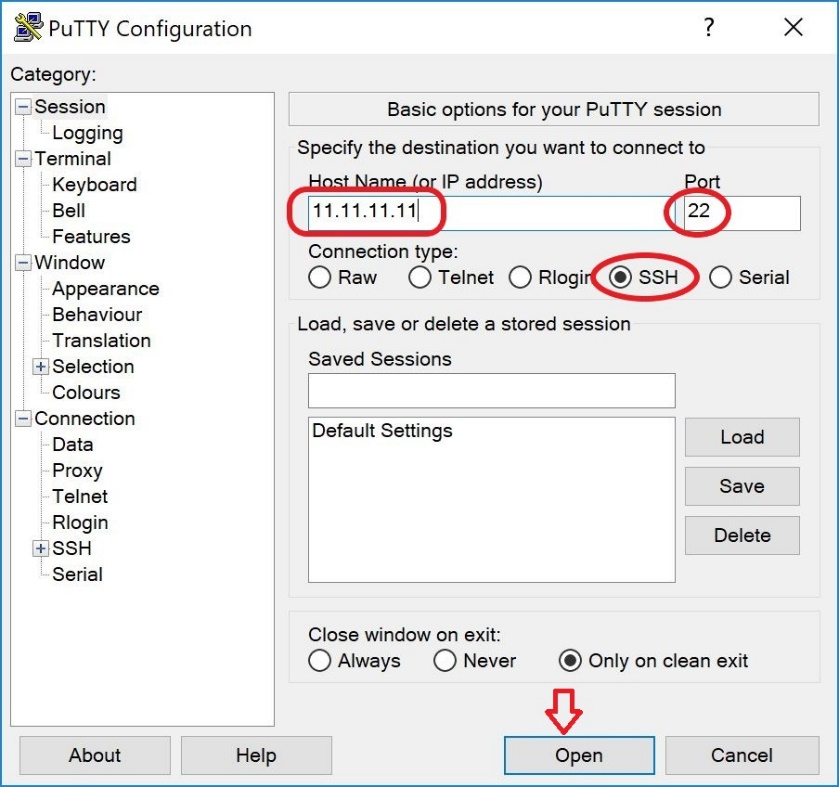 PuTTY Configuration
?
Category:
Session
Logging
Terminal
Keyboard
Bell
Features
Window
Appearance
Behaviour
Translation
Selection
Colours
Connection
Data
Proxy
Telnet
Rlogin
SSH
Serial
Basic options for your PuTTY session
Specify the destination you want to connect to
Host Name (or IP address) Port
11.11.11.11 22
Connection type:
Raw Telnet Rlogin SSH Serial
Load, save or delete a stored session
Saved Sessions
Default Settings
Load
Save
Delete
Close window on exit:
Always Never Only on clean exit
About Help Open Cancel